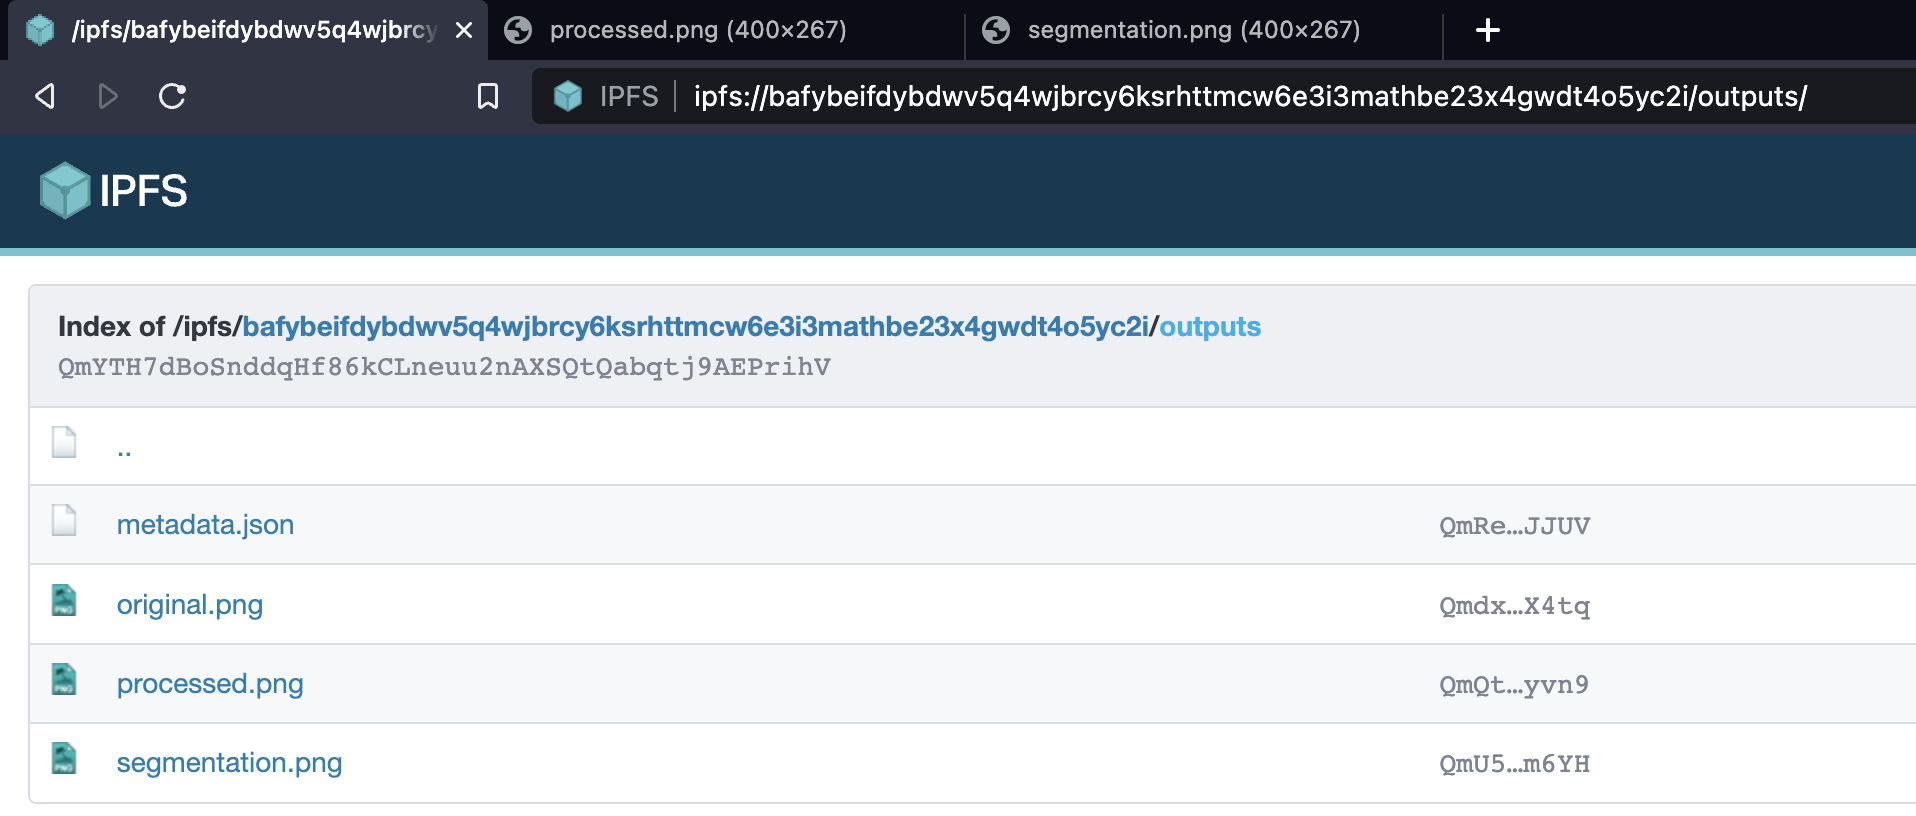 /ipfs/bafybeifdybdwv5q4wjbrcy
processed.png (400×267)
segmentation.png (400×267)
IPFS
ipfs://bafybeifdybdwv5q4wjbrcy6ksrhttmcw6e3i3mathbe23x4gwdt4o5yc2i/outputs/
IPFS
Index of /ipfs/bafybeifdybdwv5q4wjbrcy6ksrhttmcw6e3i3mathbe23x4gwdt4o5yc2i/outputs
QmYTH7dBoSnddqHf86kCLneuu2nAXSQtQabqtj9AEPrihV
..
metadata.json QmRe…JJUV
original.png Qmdx…X4tq
processed.png QmQt…yvn9
segmentation.png QmU5…m6YH